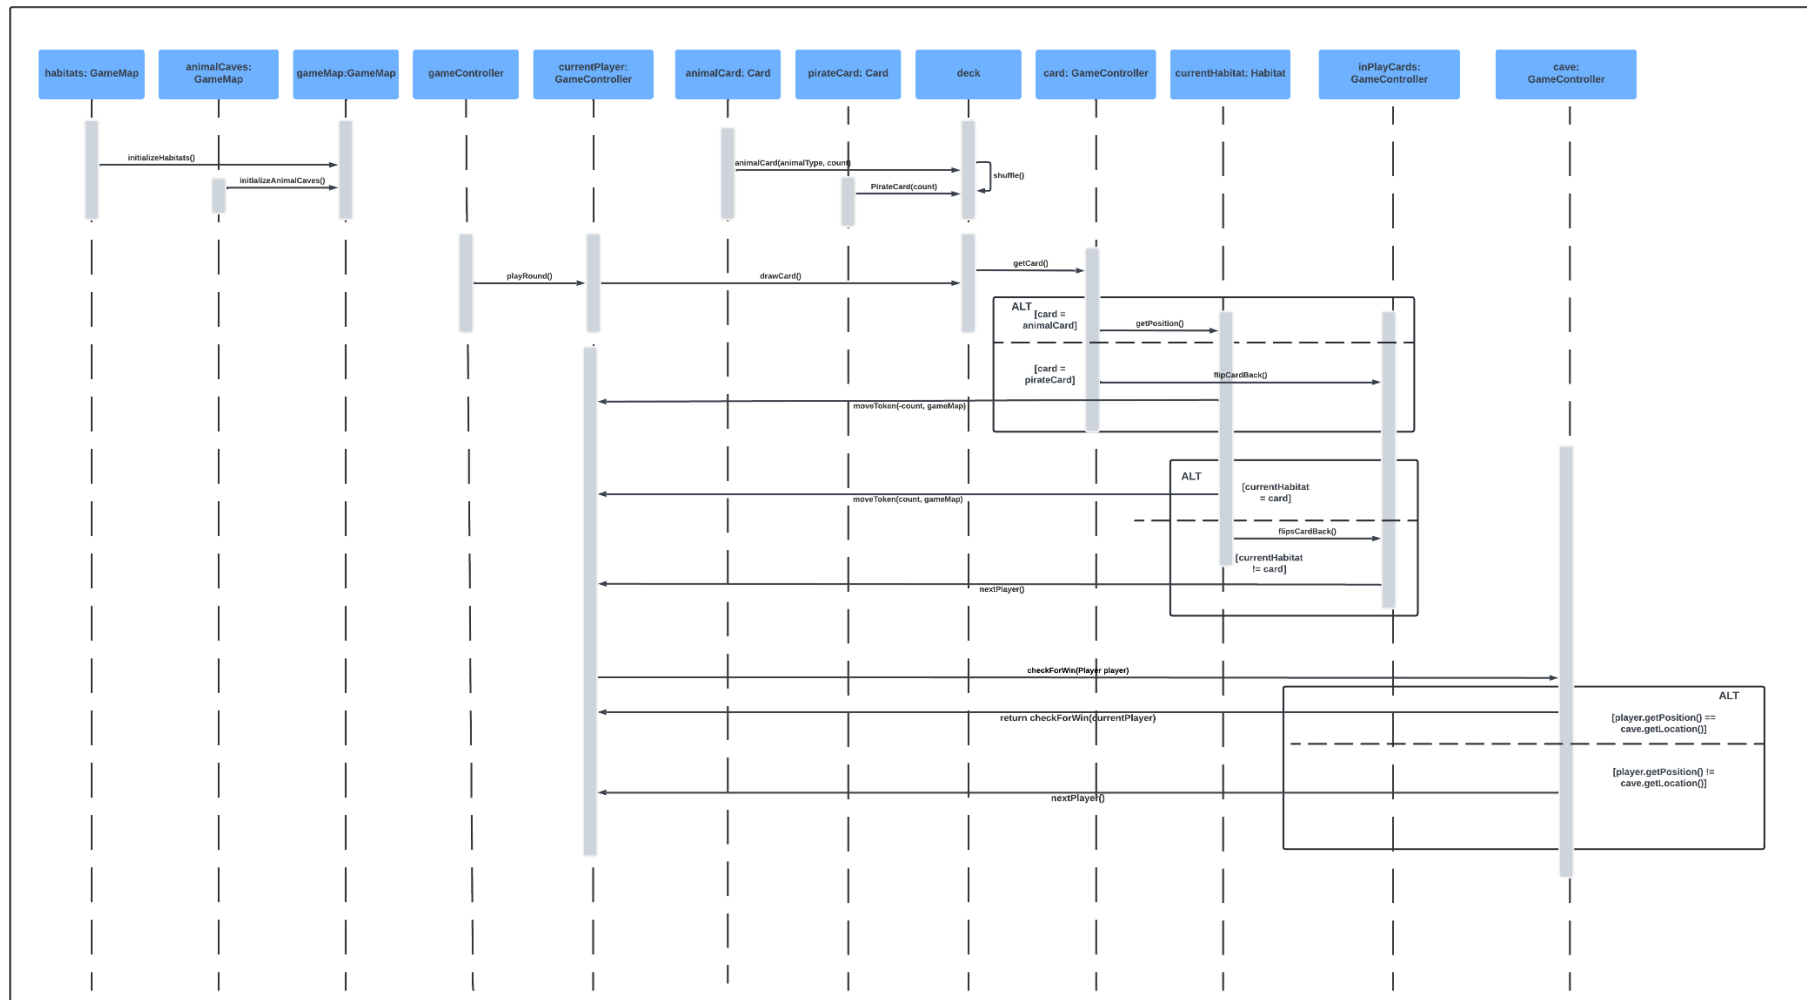 habitats: GameMap
animalCaves:
GameMap
gameMap:GameMap
gameController
currentPlayer:
GameController
animalCard: Card
pirateCard: Card
deck
card: GameController
currentHabitat: Habitat
inPlayCards:
GameController
cave:
GameController
initializeHabitats()
initializeAnimalCaves()
animalCard(animalType, count)
PirateCard(count)
shuffle()
playRound()
drawCard()
getCard()
ALT
[card =
animalCard]
getPosition()
[card =
pirateCard]
flipCardBack()
moveToken(-count, gameMap)
ALT
[currentHabitat
= card]
moveToken(count, gameMap)
flipsCardBack()
[currentHabitat
!= card]
nextPlayer()
checkForWin(Player player)
ALT
return checkForWin(currentPlayer)
[player.getPosition() ==
cave.getLocation()]
[player.getPosition() !=
cave.getLocation()]
nextPlayer()